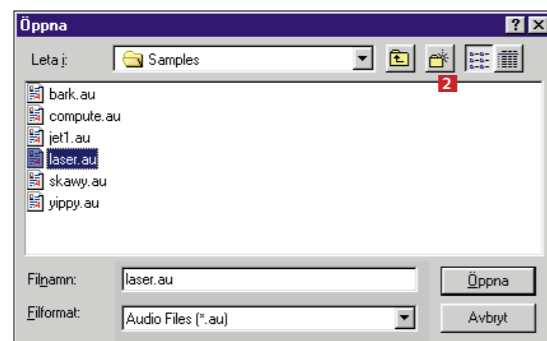 Öppna
Leta i:
Samples
2
bark.au
compute.au
jet1.au
laser.au
skawy.au
yippy.au
Filnamn:
laser.au
Öppna
Filformat:
Audio Files (*.au)
Avbryt